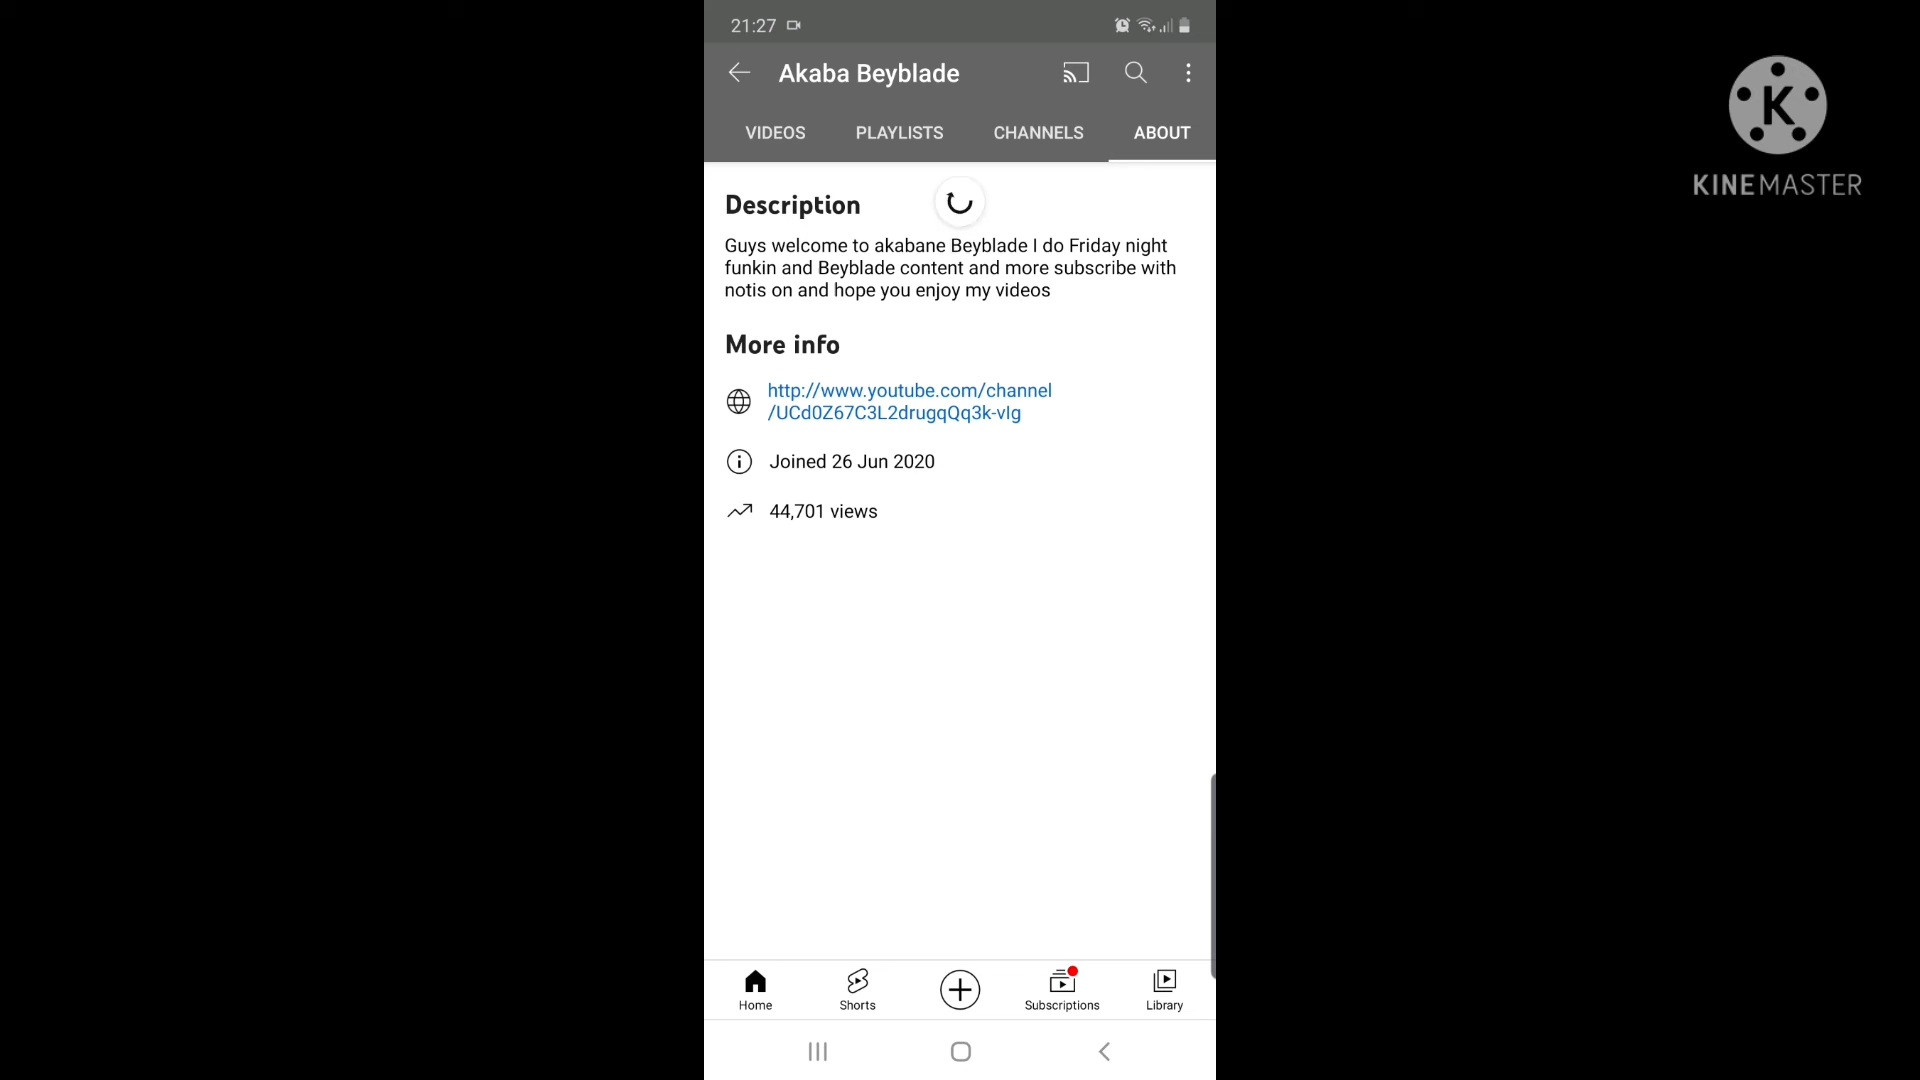 21:27
Akaba Beyblade
VIDEOS PLAYLISTS CHANNELS ABOUT
K
KINEMASTER
Description
Guys welcome to akabane Beyblade I do Friday night
funkin and Beyblade content and more subscribe with
notis on and hope you enjoy my videos
More info
http://www.youtube.com/channel
/UCd0Z67C3L2drugqQq3k-vIg
Joined 26 Jun 2020
44,701 views
Home Shorts Subscriptions Library